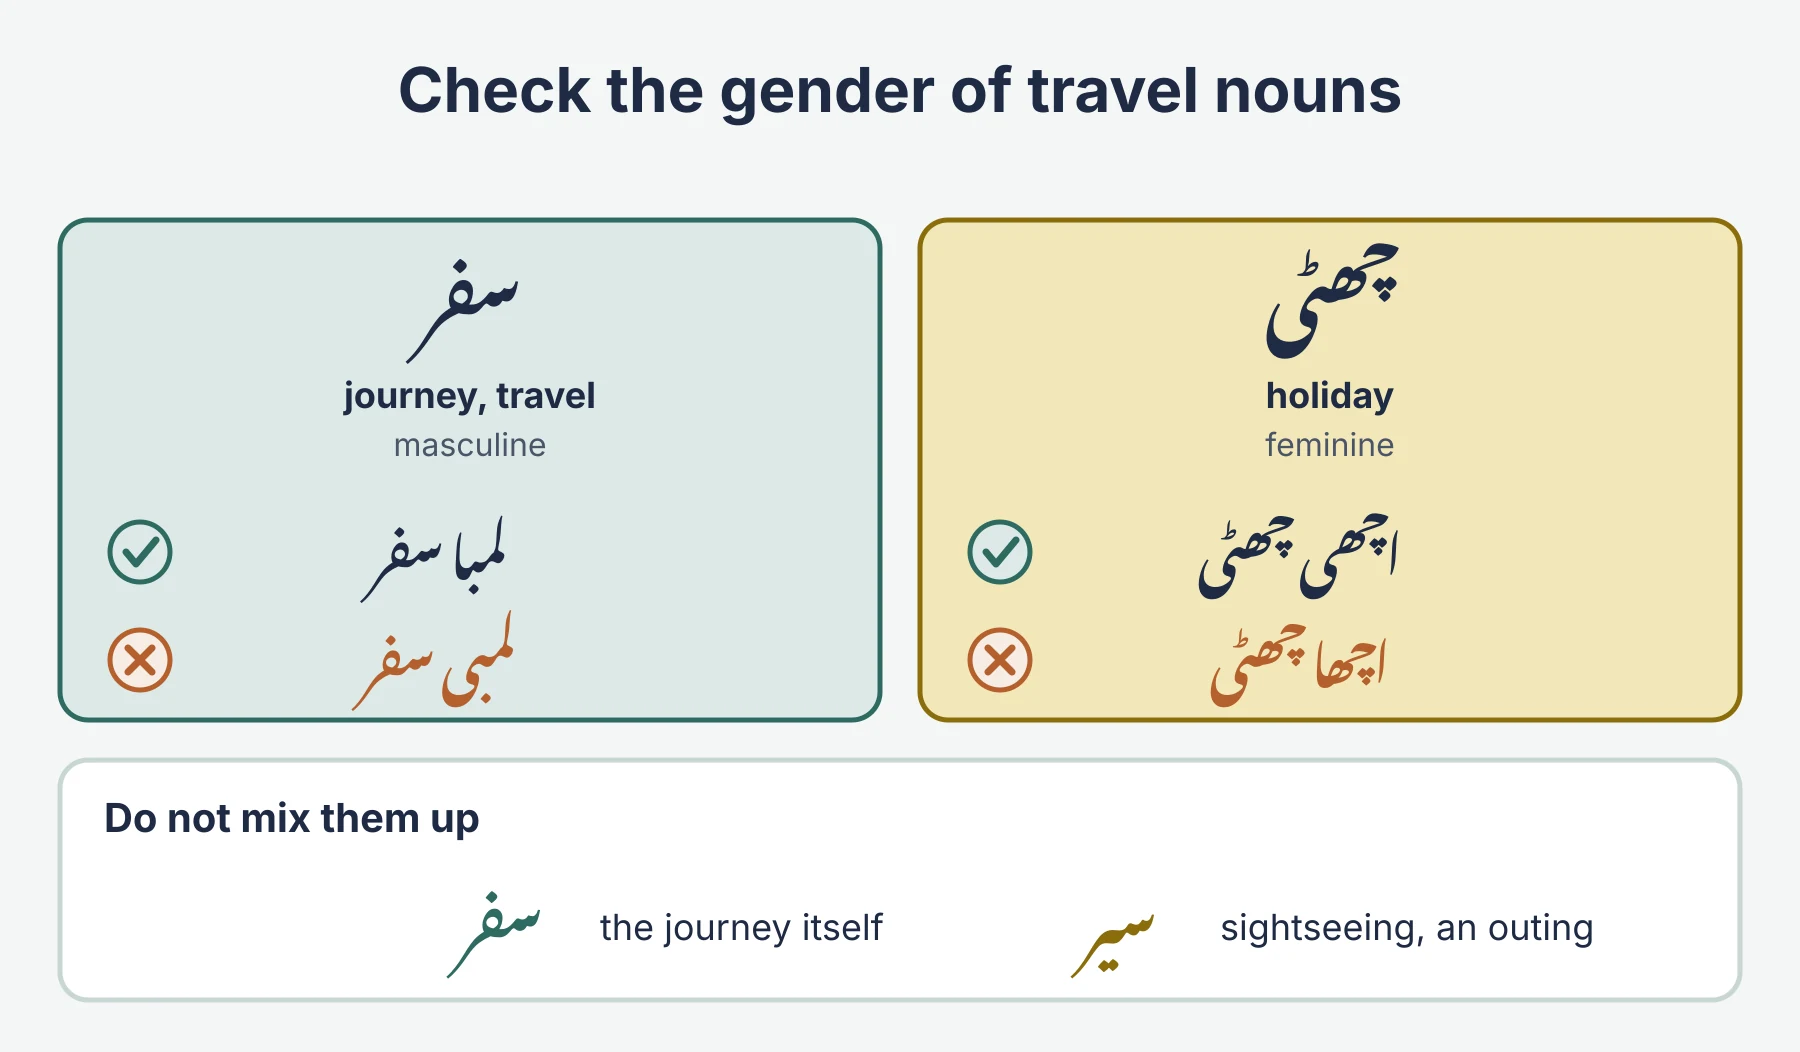 Check the gender of travel nouns
سفر
journey, travel
masculine
لمبا سفر
لمبی سفر
چھٹی
holiday
feminine
اچھی چھٹی
اچھا چھٹی
Do not mix them up
سفر the journey itself
سیر sightseeing, an outing